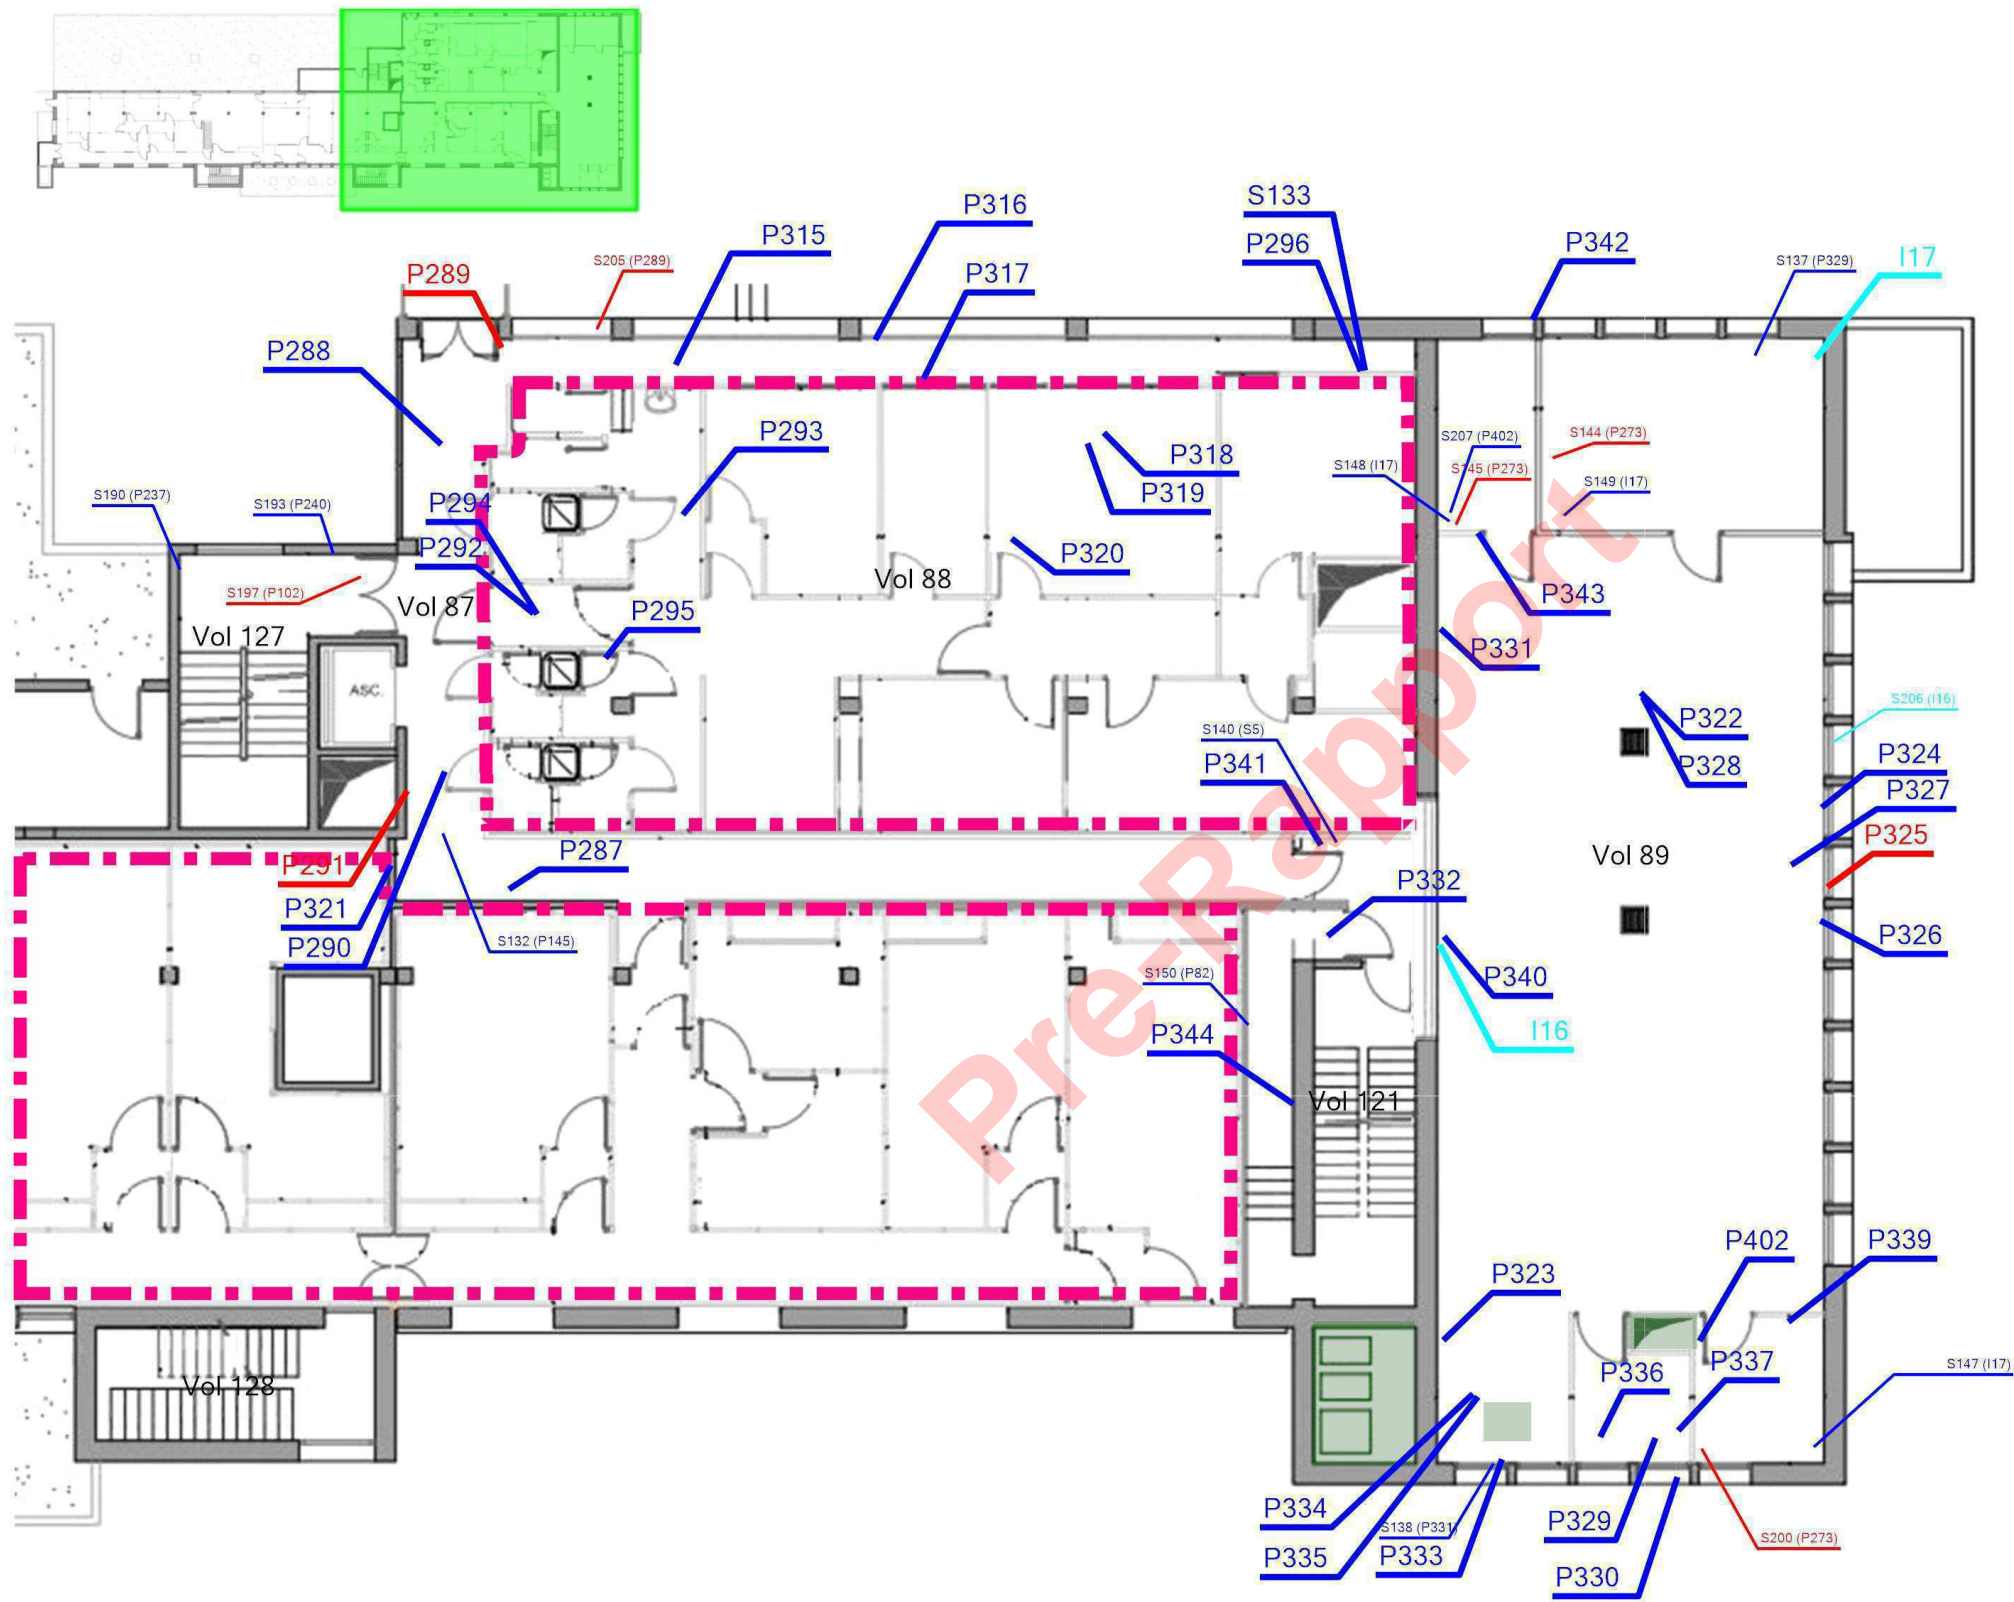 S133
P316
P315
P296
P342
P289
S205 (P289)
P317
S137 (P329)
I17
P288
P293
P318
S207 (P402)
S144 (P273)
S148 (I17)
S145 (P273)
S149 (I17)
P319
S190 (P237)
S193 (P240)
P294
P292
P320
Vol 88
S197 (P102)
Vol 87
P295
P343
Vol 127
P331
ASC.
S206 (I16)
P322
S140 (S5)
P341
P328
P324
P327
P325
P291
P287
Vol 89
P321
P332
P290
S132 (P145)
P326
S150 (P82)
P340
I16
P344
Vol 121
Pre-Rapport
P402
P339
P323
Vol 128
P336
P337
S147 (I17)
P334
S138 (P331)
P329
S200 (P273)
P335
P333
P330